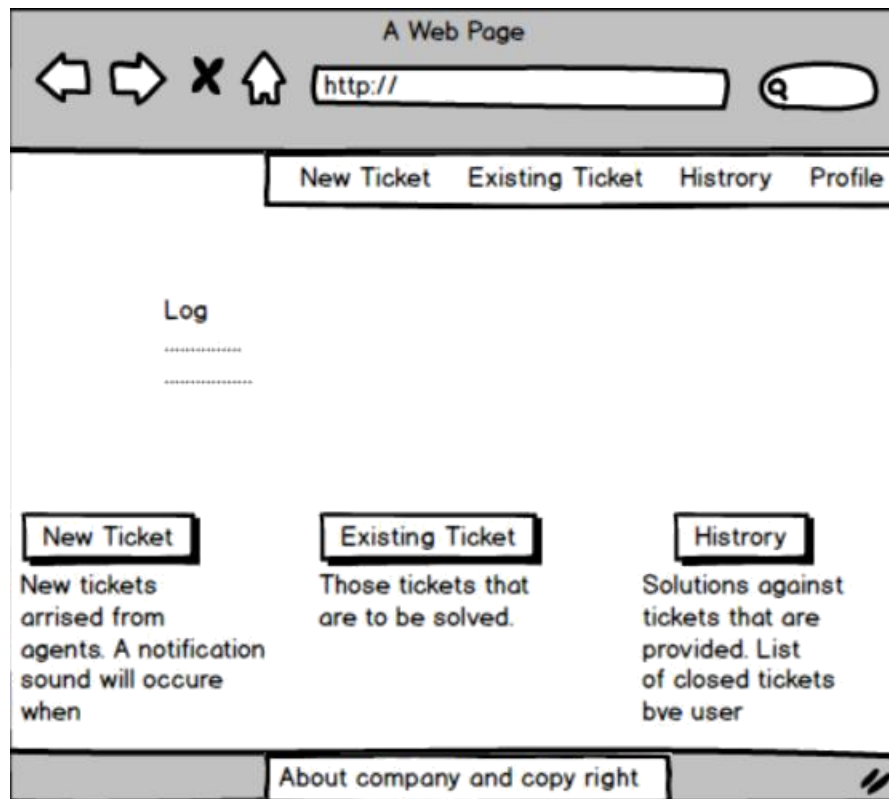 A Web Page
http://
New Ticket Existing Ticket Histrory Profile
Log
New Ticket
New tickets
arrised from
agents. A notification
sound will occure
when
Existing Ticket
Those tickets that
are to be solved.
Histrory
Solutions against
tickets that are
provided. List
of closed tickets
bve user
About company and copy right